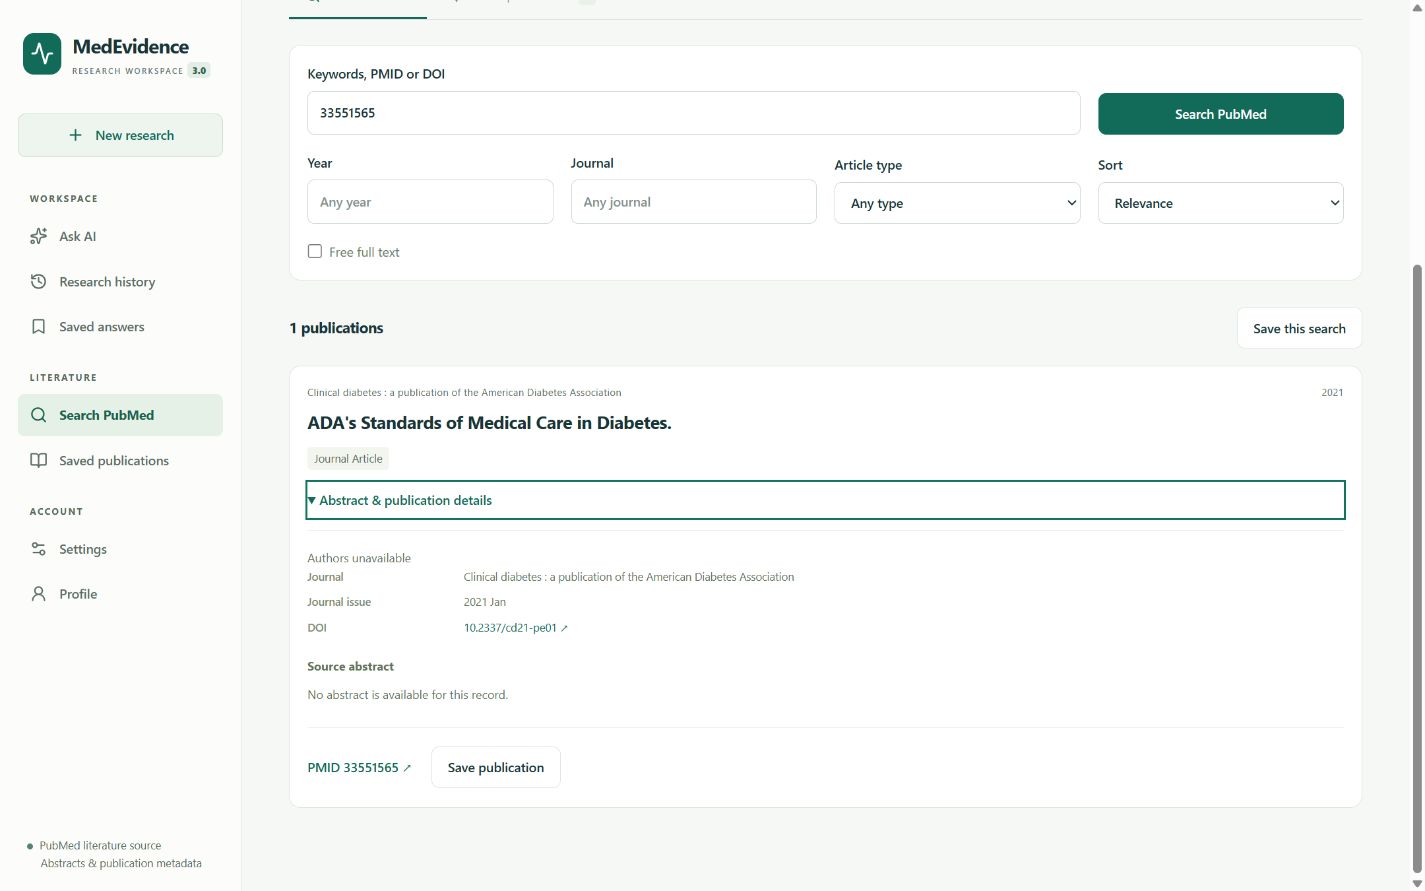 MedEvidence
RESEARCH WORKSPACE 3.0
+ New research
WORKSPACE
Ask AI
Research history
Saved answers
LITERATURE
Search PubMed
Saved publications
ACCOUNT
Settings
Profile
PubMed literature source
Abstracts & publication metadata
Keywords, PMID or DOI
33551565
Search PubMed
Year
Journal
Article type
Sort
Any year
Any journal
Any type
Relevance
Free full text
1 publications
Save this search
Clinical diabetes : a publication of the American Diabetes Association
2021
ADA's Standards of Medical Care in Diabetes.
Journal Article
▼ Abstract & publication details
Authors unavailable
Journal Clinical diabetes : a publication of the American Diabetes Association
Journal issue 2021 Jan
DOI 10.2337/cd21-pe01 ↗
Source abstract
No abstract is available for this record.
PMID 33551565 ↗
Save publication